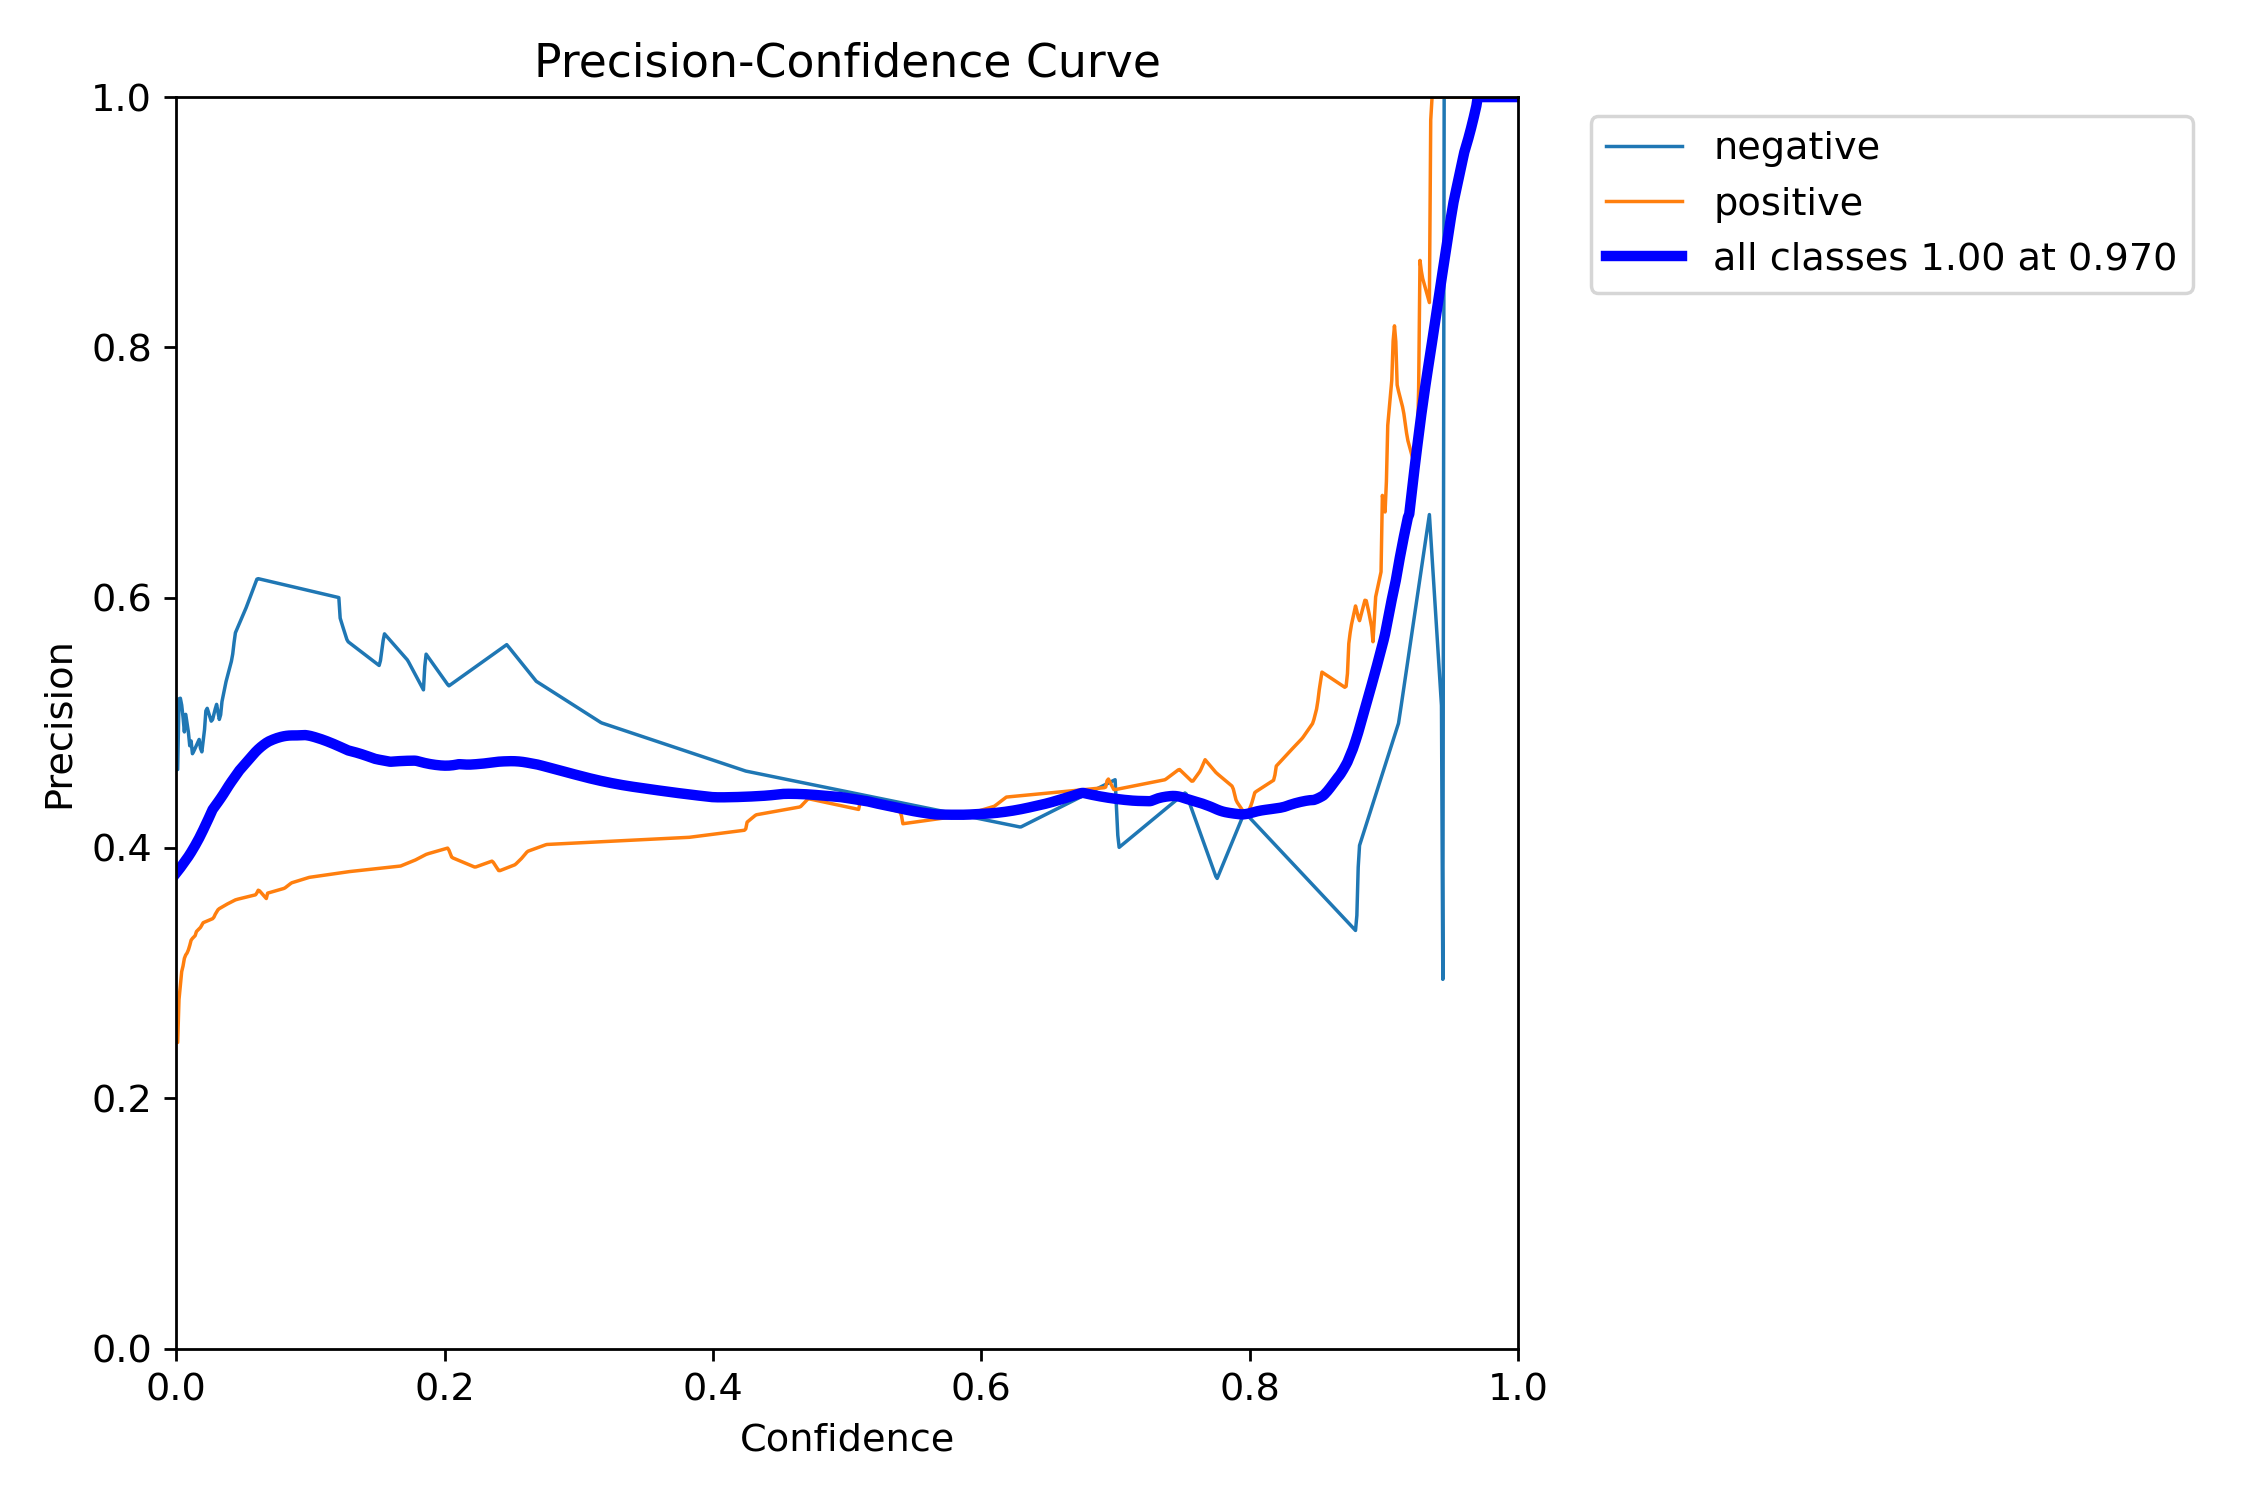 Precision-Confidence Curve
1.0
0.8
0.6
0.4
0.2
0.0
Precision
0.0 0.2 0.4 0.6 0.8 1.0
Confidence
negative
positive
all classes 1.00 at 0.970